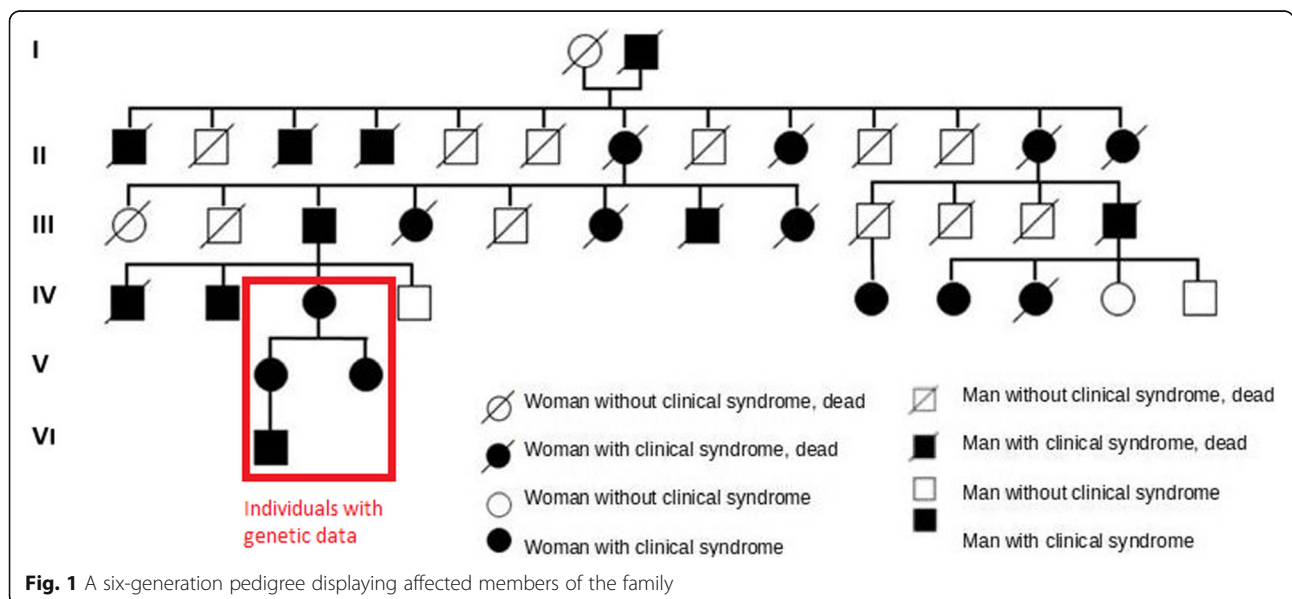 I
II
III
IV
V
VI
Individuals with
genetic data
Woman without clinical syndrome, dead
Woman with clinical syndrome, dead
Woman without clinical syndrome
Woman with clinical syndrome
Man without clinical syndrome, dead
Man with clinical syndrome, dead
Man without clinical syndrome
Man with clinical syndrome
Fig. 1 A six-generation pedigree displaying affected members of the family